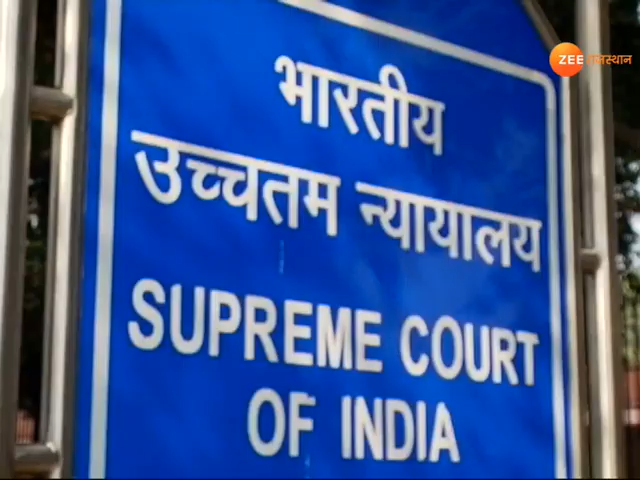 ZEE राजस्थान
भारतीय
उच्चतम न्यायालय
SUPREME COURT
OF INDIA